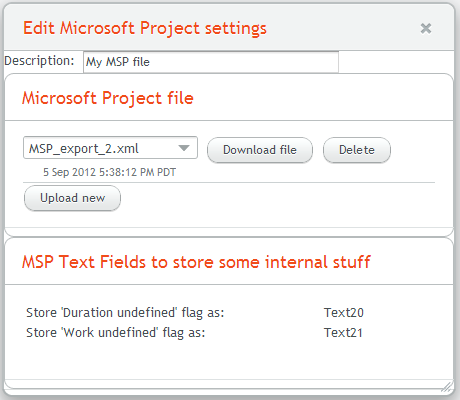 Edit Microsoft Project settings
Description: My MSP file
Microsoft Project file
MSP_export_2.xml Download file Delete
5 Sep 2012 5:38:12 PM PDT
Upload new
MSP Text Fields to store some internal stuff
Store 'Duration undefined' flag as: Text20
Store 'Work undefined' flag as: Text21